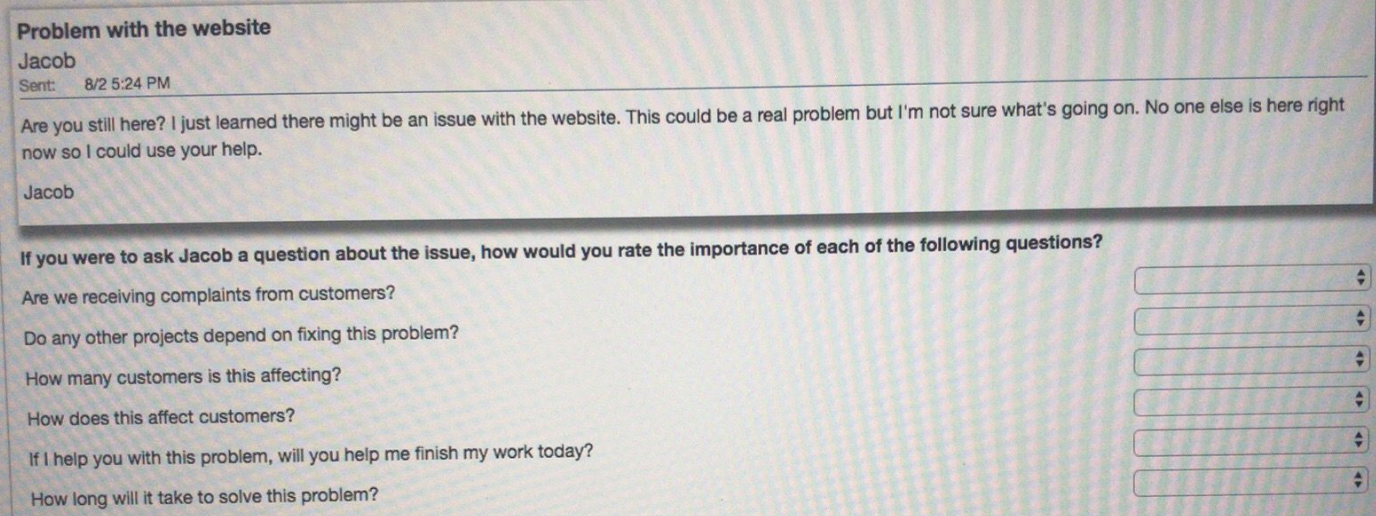 Problem with the website
Jacob
Sent: 8/2 5:24 PM
Are you still here? I just learned there might be an issue with the website. This could be a real problem but I'm not sure what's going on. No one else is here right
now so I could use your help.
Jacob
If you were to ask Jacob a question about the issue, how would you rate the importance of each of the following questions?
Are we receiving complaints from customers?
Do any other projects depend on fixing this problem?
How many customers is this affecting?
How does this affect customers?
If I help you with this problem, will you help me finish my work today?
How long will it take to solve this problem?